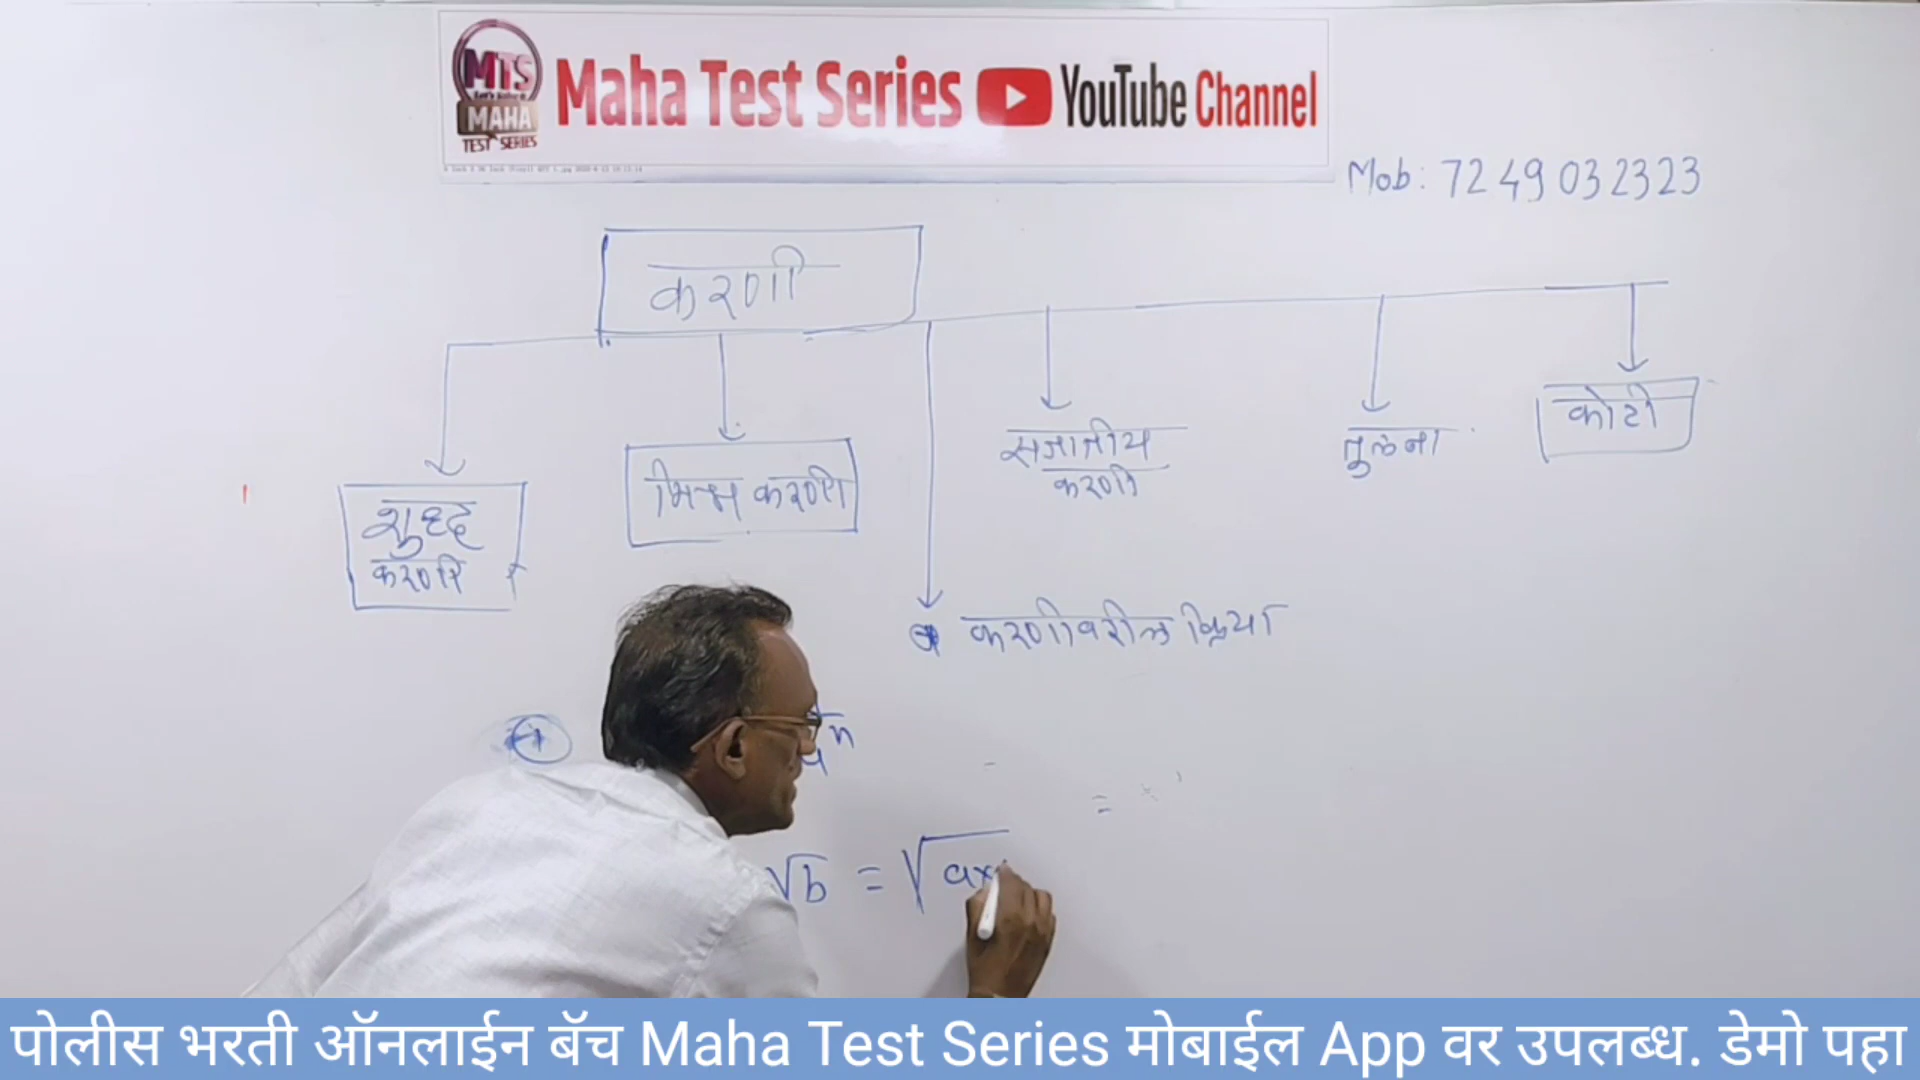 MTS
MAHA
TEST SERIES
Maha Test Series YouTube Channel
Mob: 7249032323
करणी
शुध्द
करणी
मिश्र करणी
सजातीय
करणी
तुलना
कोटी
करणीवरील क्रिया
n
√b = √ax
पोलीस भरती ऑनलाईन बॅच Maha Test Series मोबाईल App वर उपलब्ध. डेमो पहा